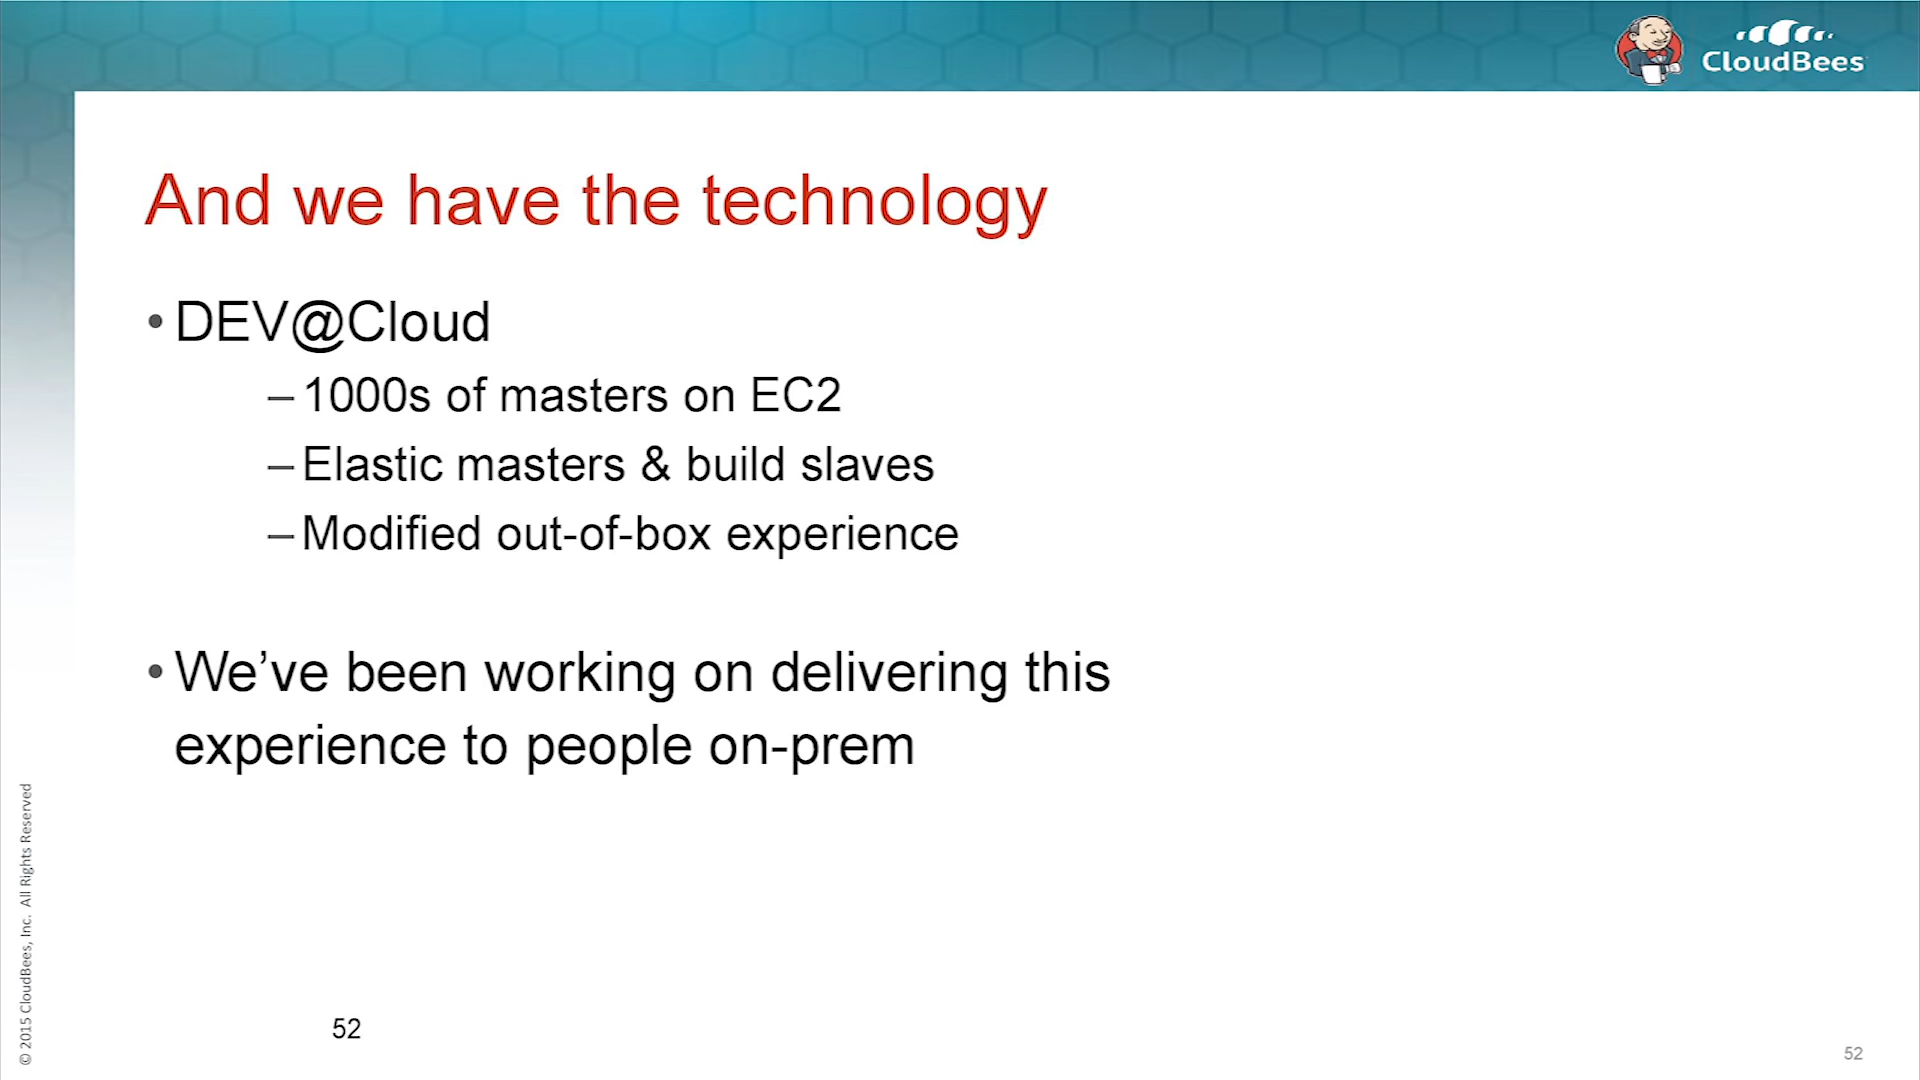 CloudBees
And we have the technology
• DEV@Cloud
– 1000s of masters on EC2
– Elastic masters & build slaves
– Modified out-of-box experience
• We’ve been working on delivering this
experience to people on-prem
© 2015 CloudBees, Inc. All Rights Reserved
52
52